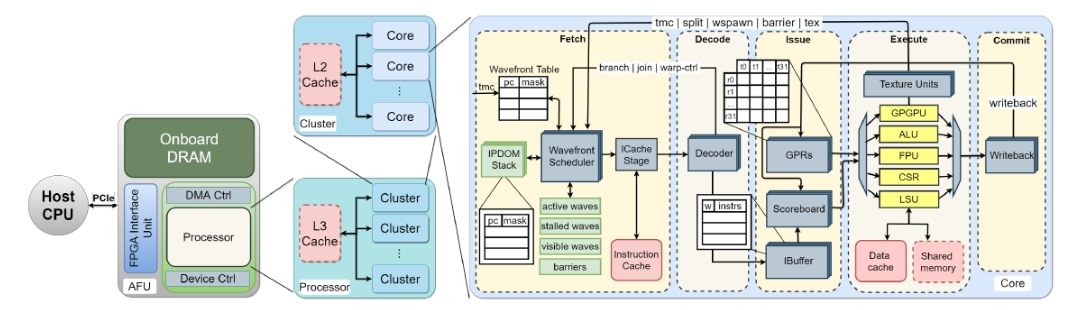 Host
CPU
PCIe
Onboard
DRAM
FPGA Interface
Unit
DMA Ctrl
Processor
Device Ctrl
AFU
L2
Cache
Core
Core
⋮
Core
Cluster
L3
Cache
Cluster
Cluster
⋮
Cluster
Processor
tmc | split | wspawn | barrier | tex
Fetch
Wavefront Table
pc mask
tmc
branch | join | warp-ctrl
IPDOM
Stack
Wavefront
Scheduler
ICache
Stage
pc mask
active waves
stalled waves
visible waves
barriers
Instruction
Cache
Decode
Decoder
w instrs
Issue
t0 t1 ... t31
r0
r1
...
r31
GPRs
Scoreboard
IBuffer
Execute
Texture Units
GPGPU
ALU
FPU
CSR
LSU
Data
cache
Shared
memory
Commit
writeback
Writeback
Core